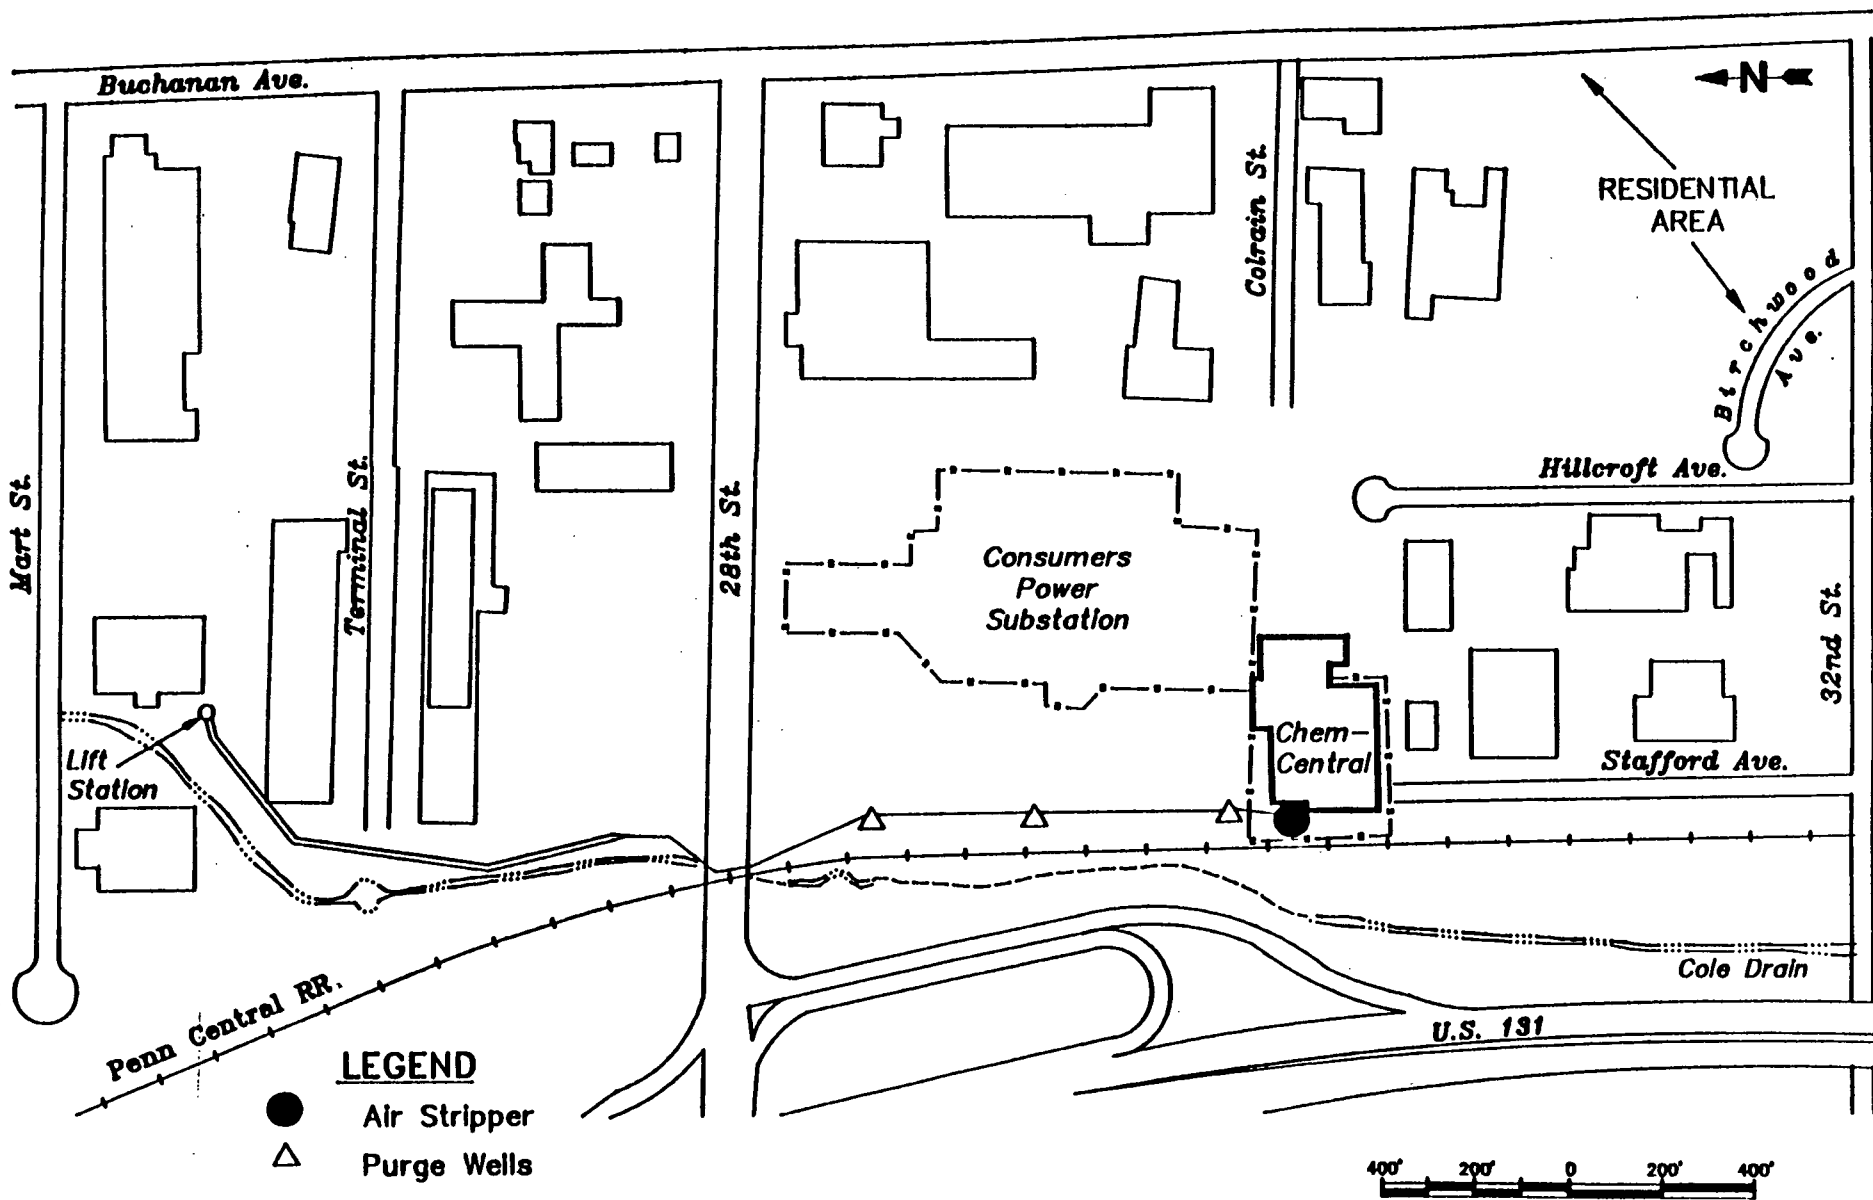 Buchanan Ave.
N
RESIDENTIAL
AREA
Colrain St.
Birchwood
Ave.
Hillcroft Ave.
Mart St.
Terminal St.
28th St.
Consumers
Power
Substation
32nd St.
Chem-
Central
Stafford Ave.
Lift
Station
Cole Drain
Penn Central RR.
U.S. 131
LEGEND
Air Stripper
Purge Wells
400' 200' 0 200' 400'